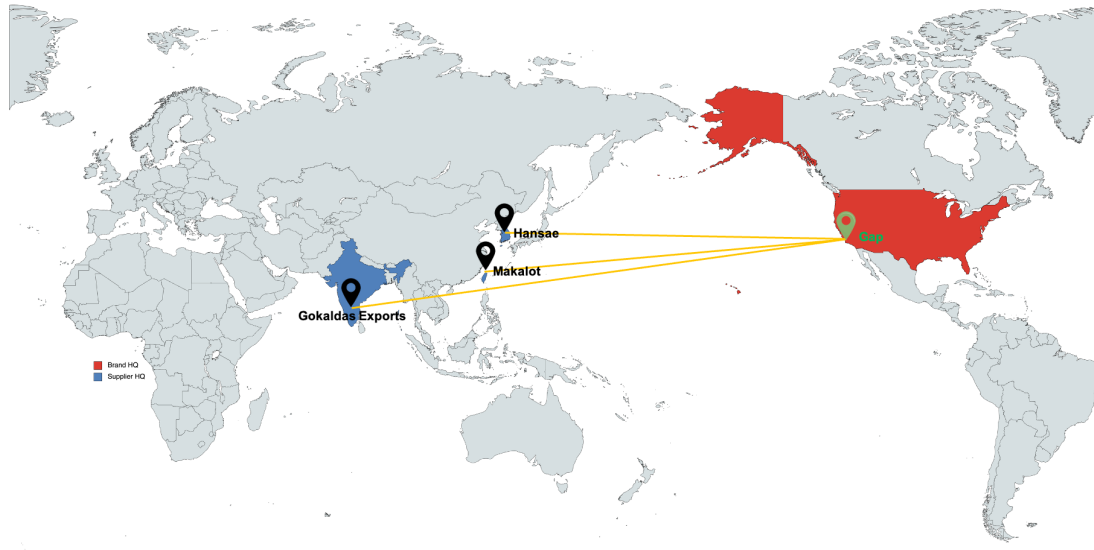 Hansae
Gap
Makalot
Gokaldas Exports
Brand HQ
Supplier HQ